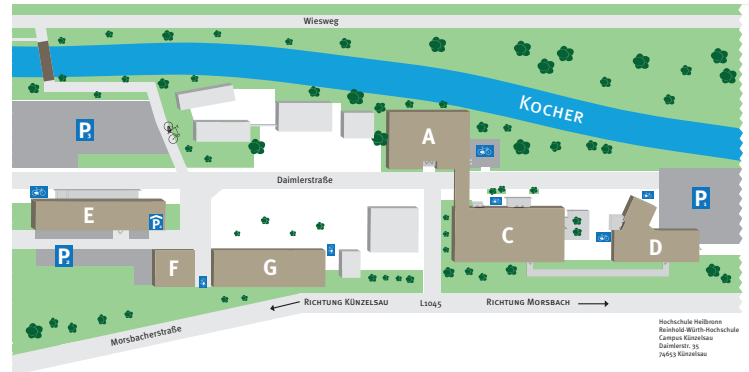 Wiesweg
Kocher
P
A
Daimlerstraße
E
P
P
1
C
D
P
F
G
Richtung Künzelsau
L1045
Richtung Morsbach
Morsbacherstraße
Hochschule Heilbronn
Reinhold-Würth-Hochschule
Campus Künzelsau
Daimlerstr. 35
74653 Künzelsau